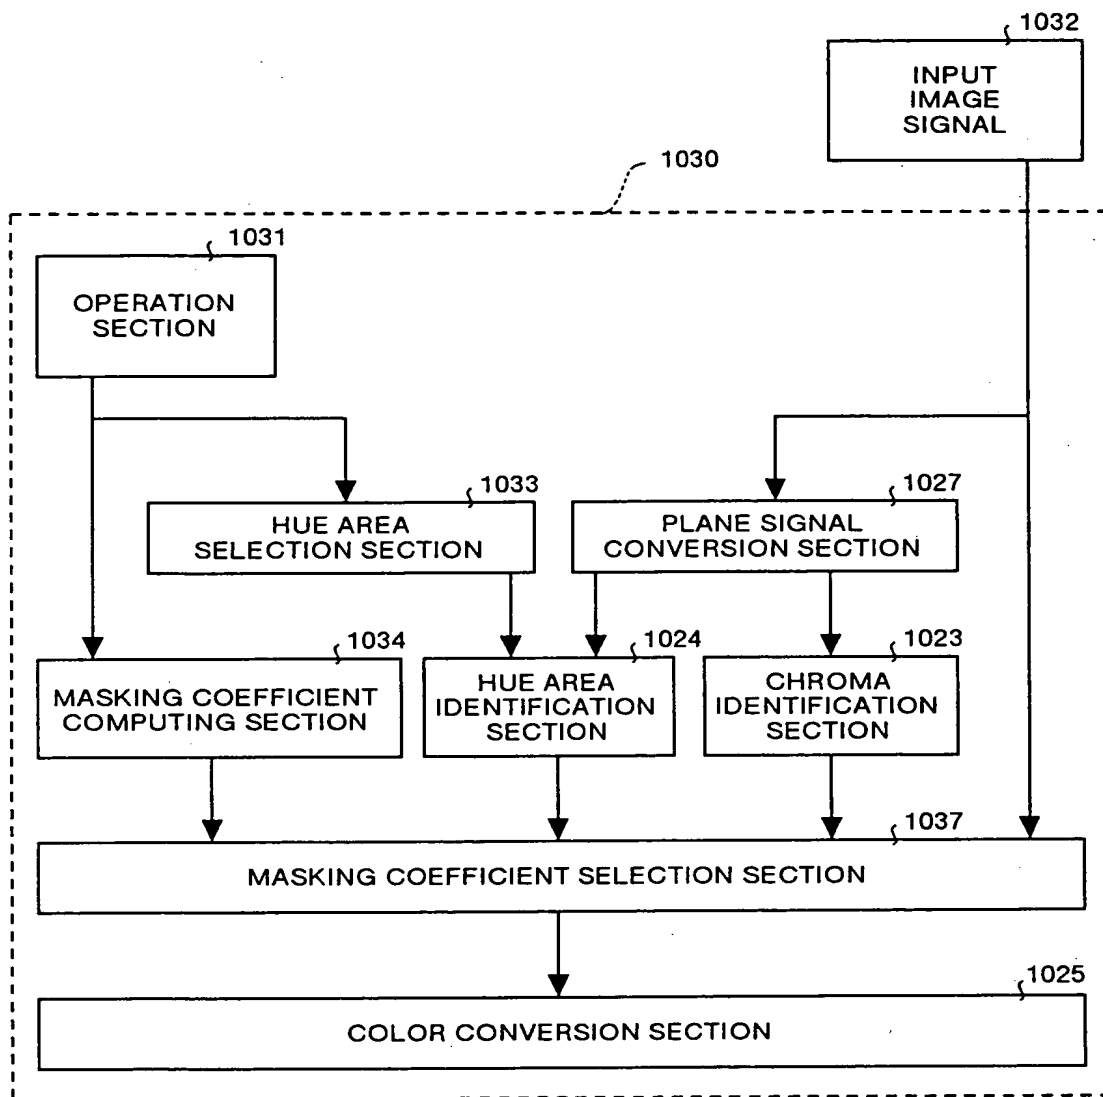 1032
INPUT
IMAGE
SIGNAL
1030
1031
OPERATION
SECTION
1033
HUE AREA
SELECTION SECTION
1027
PLANE SIGNAL
CONVERSION SECTION
1034
MASKING COEFFICIENT
COMPUTING SECTION
1024
HUE AREA
IDENTIFICATION
SECTION
1023
CHROMA
IDENTIFICATION
SECTION
1037
MASKING COEFFICIENT SELECTION SECTION
1025
COLOR CONVERSION SECTION